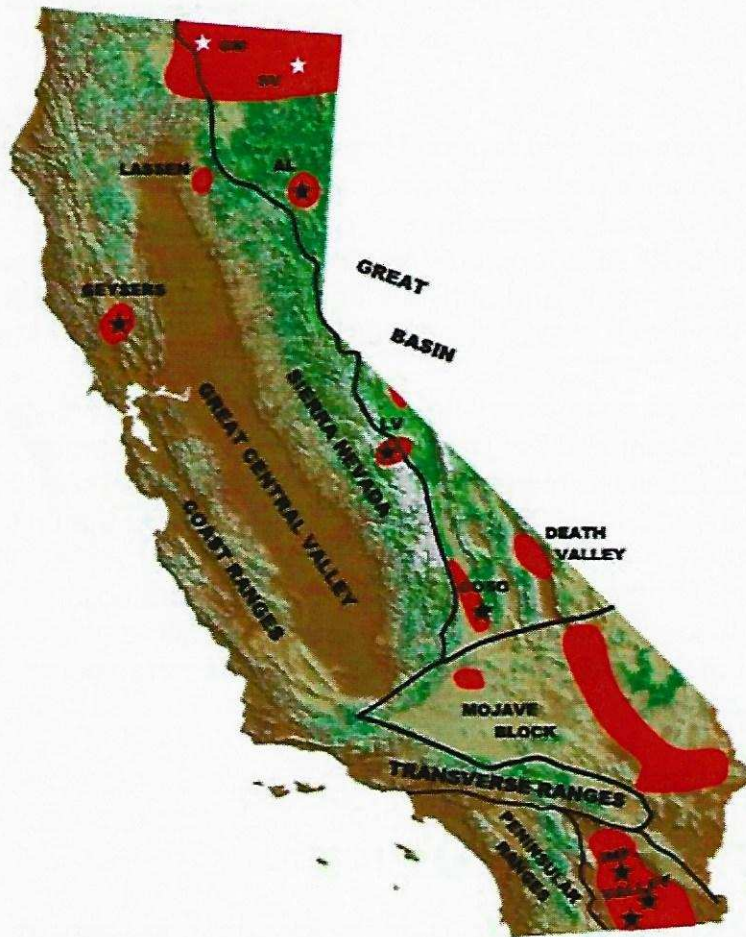 LASSEN
AL
GREAT
BASIN
GEYSERS
SIERRA NEVADA
GREAT CENTRAL VALLEY
COAST RANGES
DEATH
VALLEY
COSO
MOJAVE
BLOCK
TRANSVERSE RANGES
PENINSULAR
RANGES